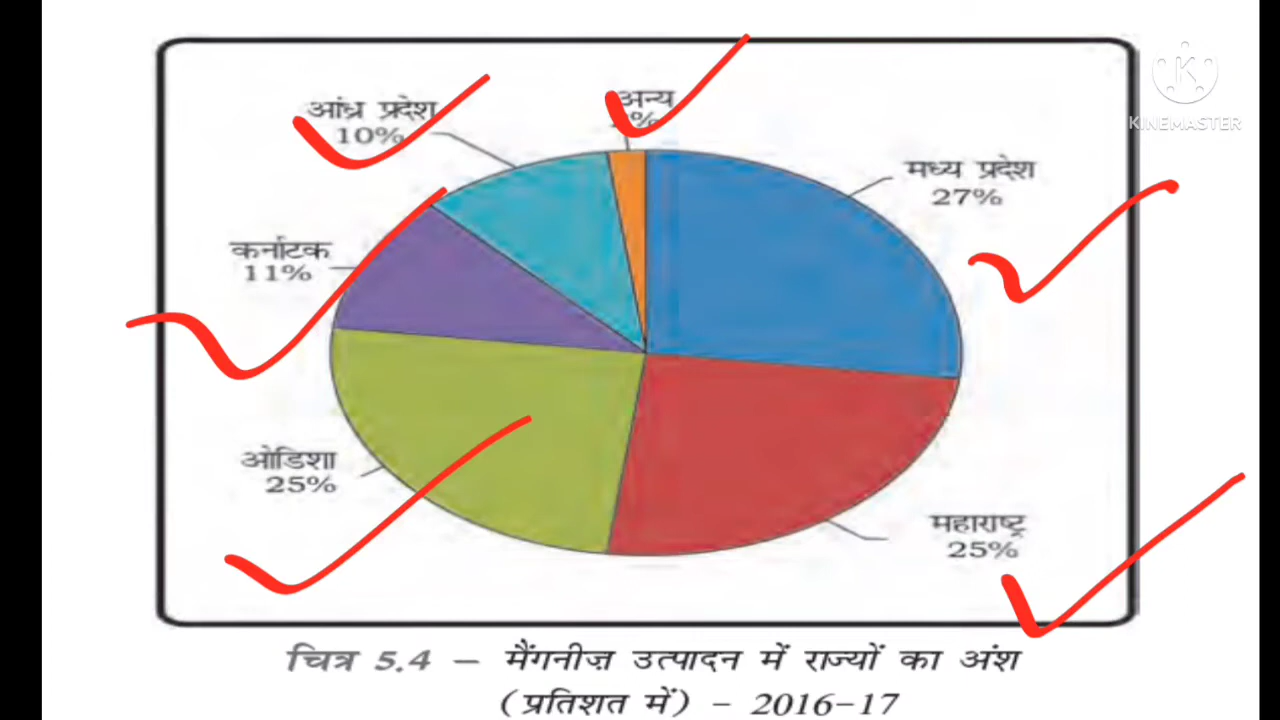 आंध्र प्रदेश
10%
अन्य
%
मध्य प्रदेश
27%
KINEMASTER
कर्नाटक
11%
ओडिशा
25%
महाराष्ट्र
25%
चित्र 5.4 – मैंगनीज़ उत्पादन में राज्यों का अंश
(प्रतिशत में) – 2016-17